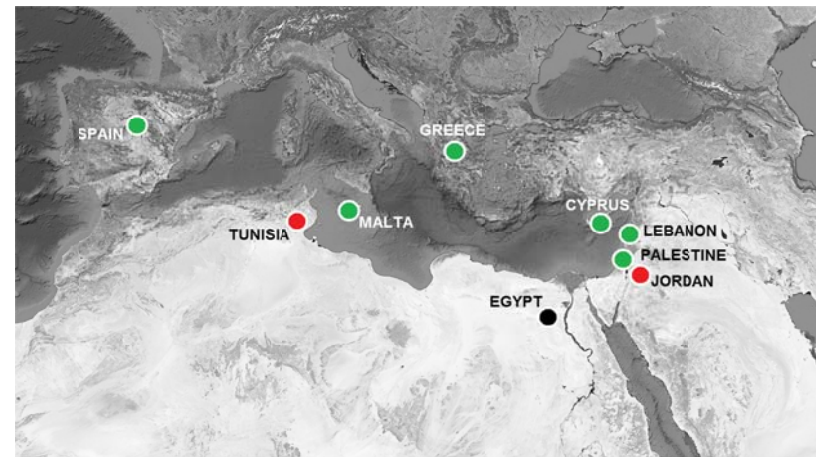 SPAIN
GREECE
MALTA
TUNISIA
CYPRUS
LEBANON
PALESTINE
JORDAN
EGYPT